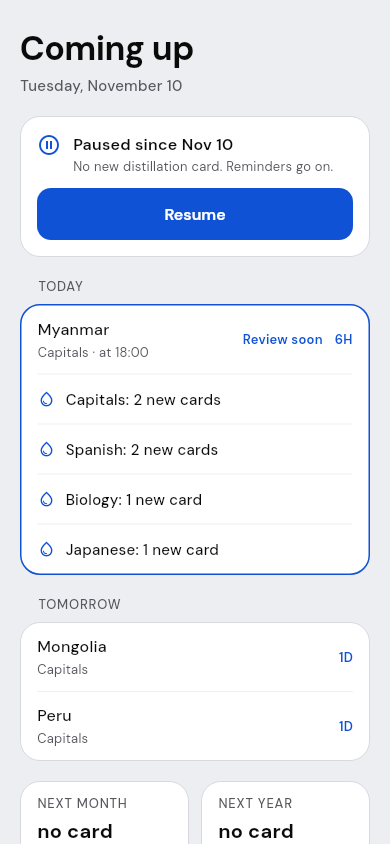 Coming up
Tuesday, November 10
Paused since Nov 10
No new distillation card. Reminders go on.
Resume
TODAY
Myanmar
Capitals · at 18:00
Review soon 6H
Capitals: 2 new cards
Spanish: 2 new cards
Biology: 1 new card
Japanese: 1 new card
TOMORROW
Mongolia
Capitals
1D
Peru
Capitals
1D
NEXT MONTH
no card
NEXT YEAR
no card